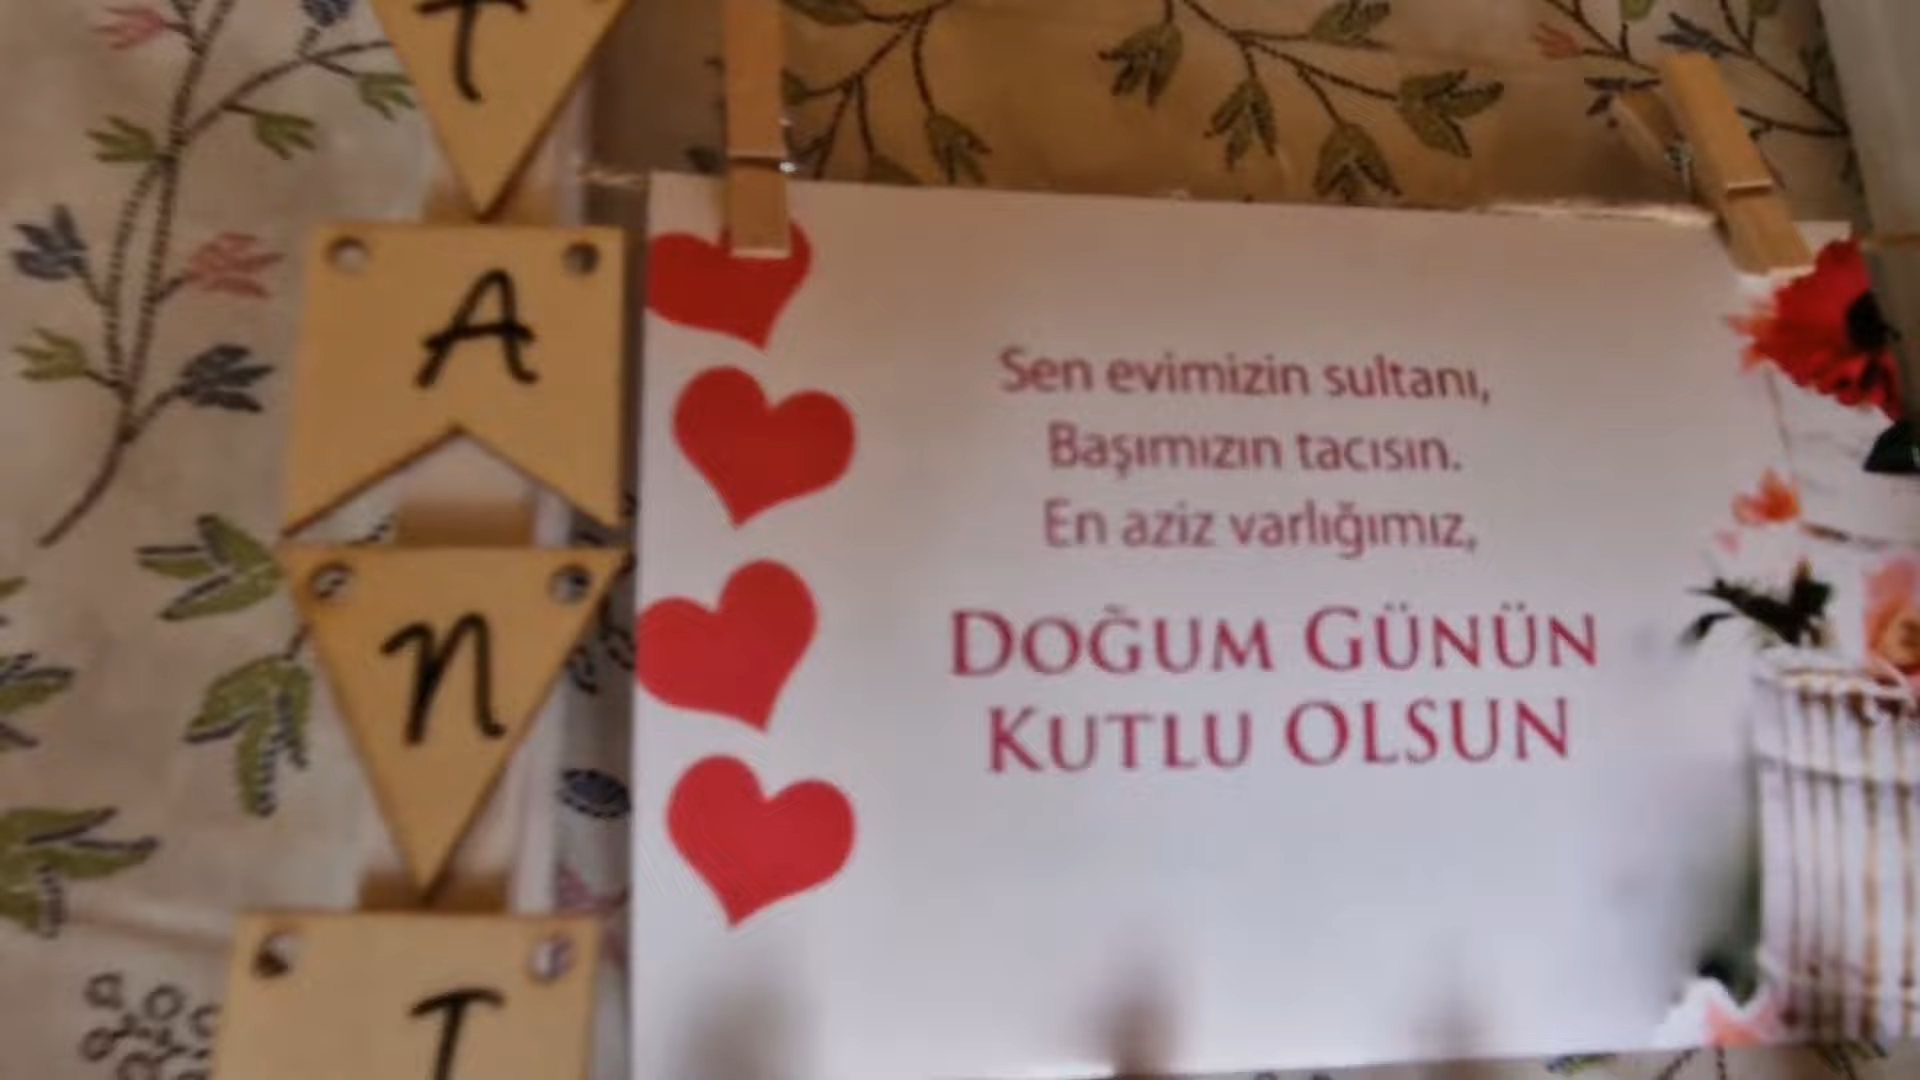 T
A
N
T
Sen evimizin sultanı,
Başımızın tacısın.
En aziz varlığımız,
DOĞUM GÜNÜN
KUTLU OLSUN